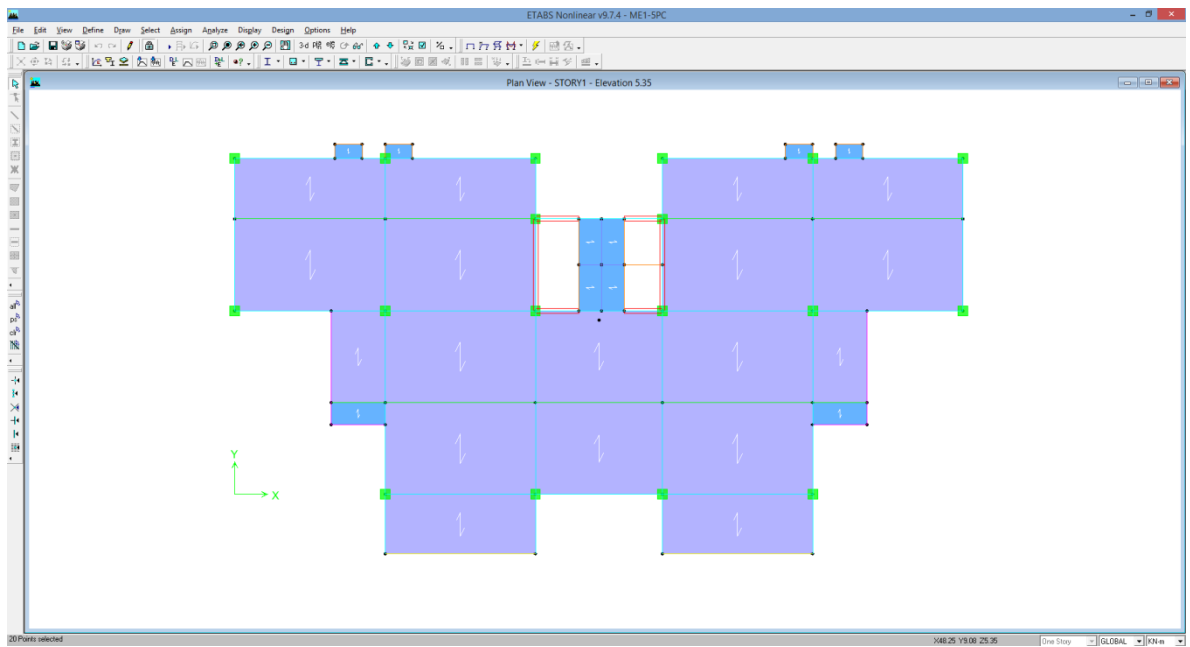 ETABS Nonlinear v9.7.4 - ME1-5PC
File Edit View Define Draw Select Assign Analyze Display Design Options Help
3-d
Plan View - STORY1 - Elevation 5.35
all
Y
X
20 Points selected
X48.25 Y9.08 Z5.35
One Story
GLOBAL
KN-m